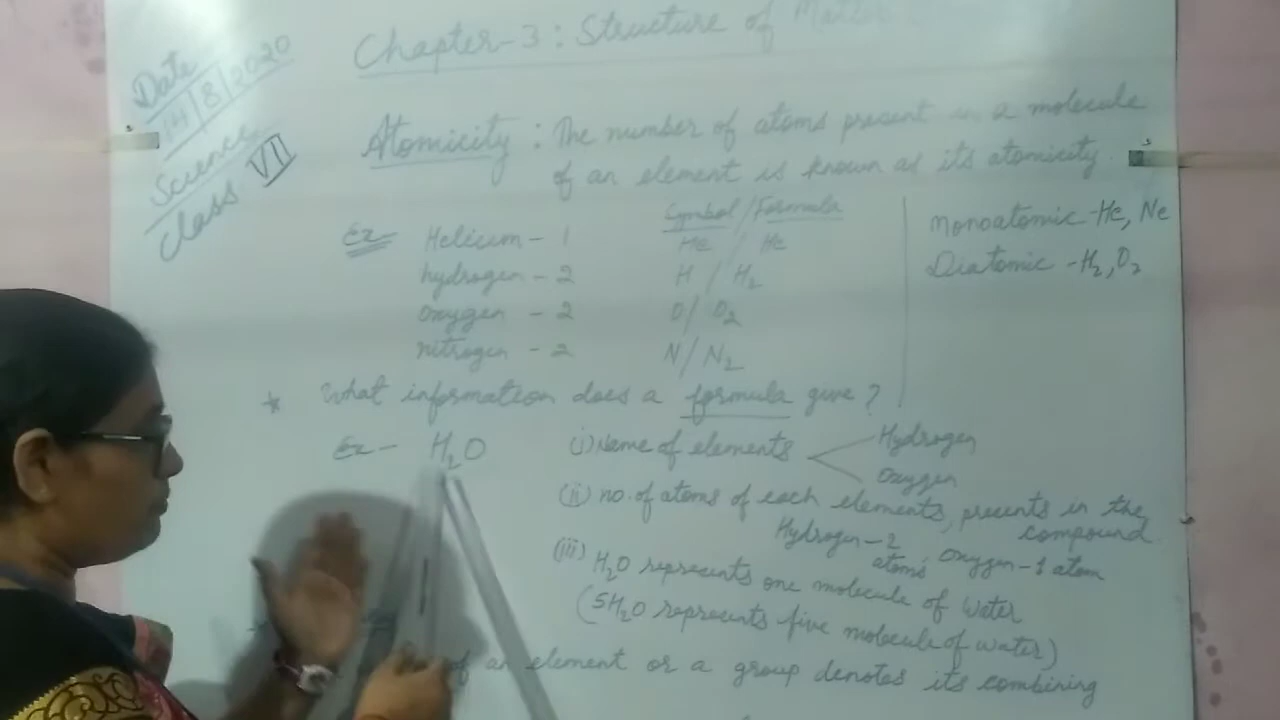 Chapter-3 : Structure of Matter
Date
14/8/2020
Science
Class VII
Atomicity : The number of atoms present in a molecule
of an element is known as its atomicity.
Symbol / Formula
Ex Helium - 1 He / He
hydrogen - 2 H / H₂
oxygen - 2 O / O₂
nitrogen - 2 N / N₂
Monoatomic - He, Ne
Diatomic - H₂, O₂
* What information does a formula give ?
Ex - H₂O (i) Name of elements Hydrogen
Oxygen
(ii) no. of atoms of each elements, presents in the
compound
Hydrogen - 2
atoms Oxygen - 1 atom
(iii) H₂O represents one molecule of water
(5H₂O represents five molecule of water)
of an element or a group denotes its combining